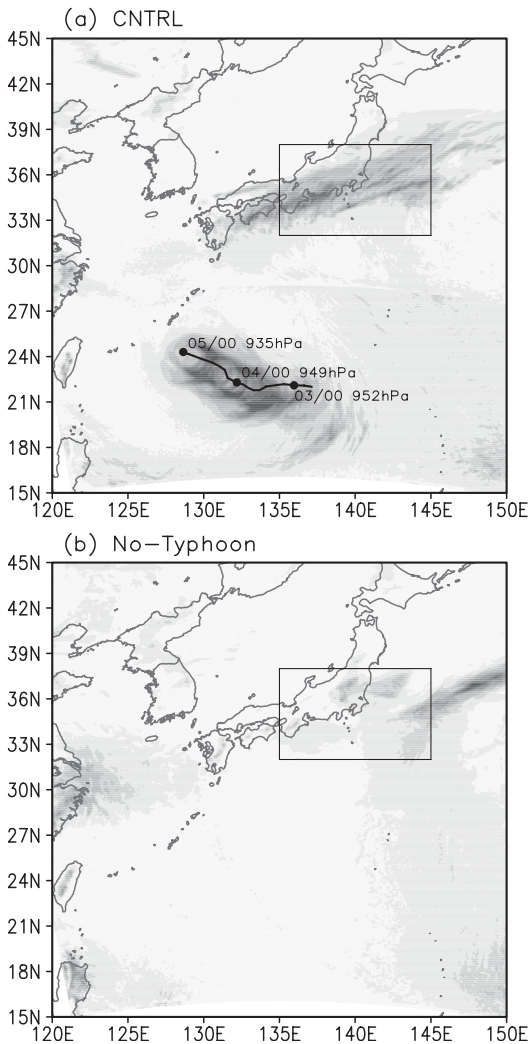 (a) CNTRL
45N
42N
39N
36N
33N
30N
27N
24N
21N
18N
15N
05/00 935hPa
04/00 949hPa
03/00 952hPa
120E 125E 130E 135E 140E 145E 150E
(b) No−Typhoon
45N
42N
39N
36N
33N
30N
27N
24N
21N
18N
15N
120E 125E 130E 135E 140E 145E 150E